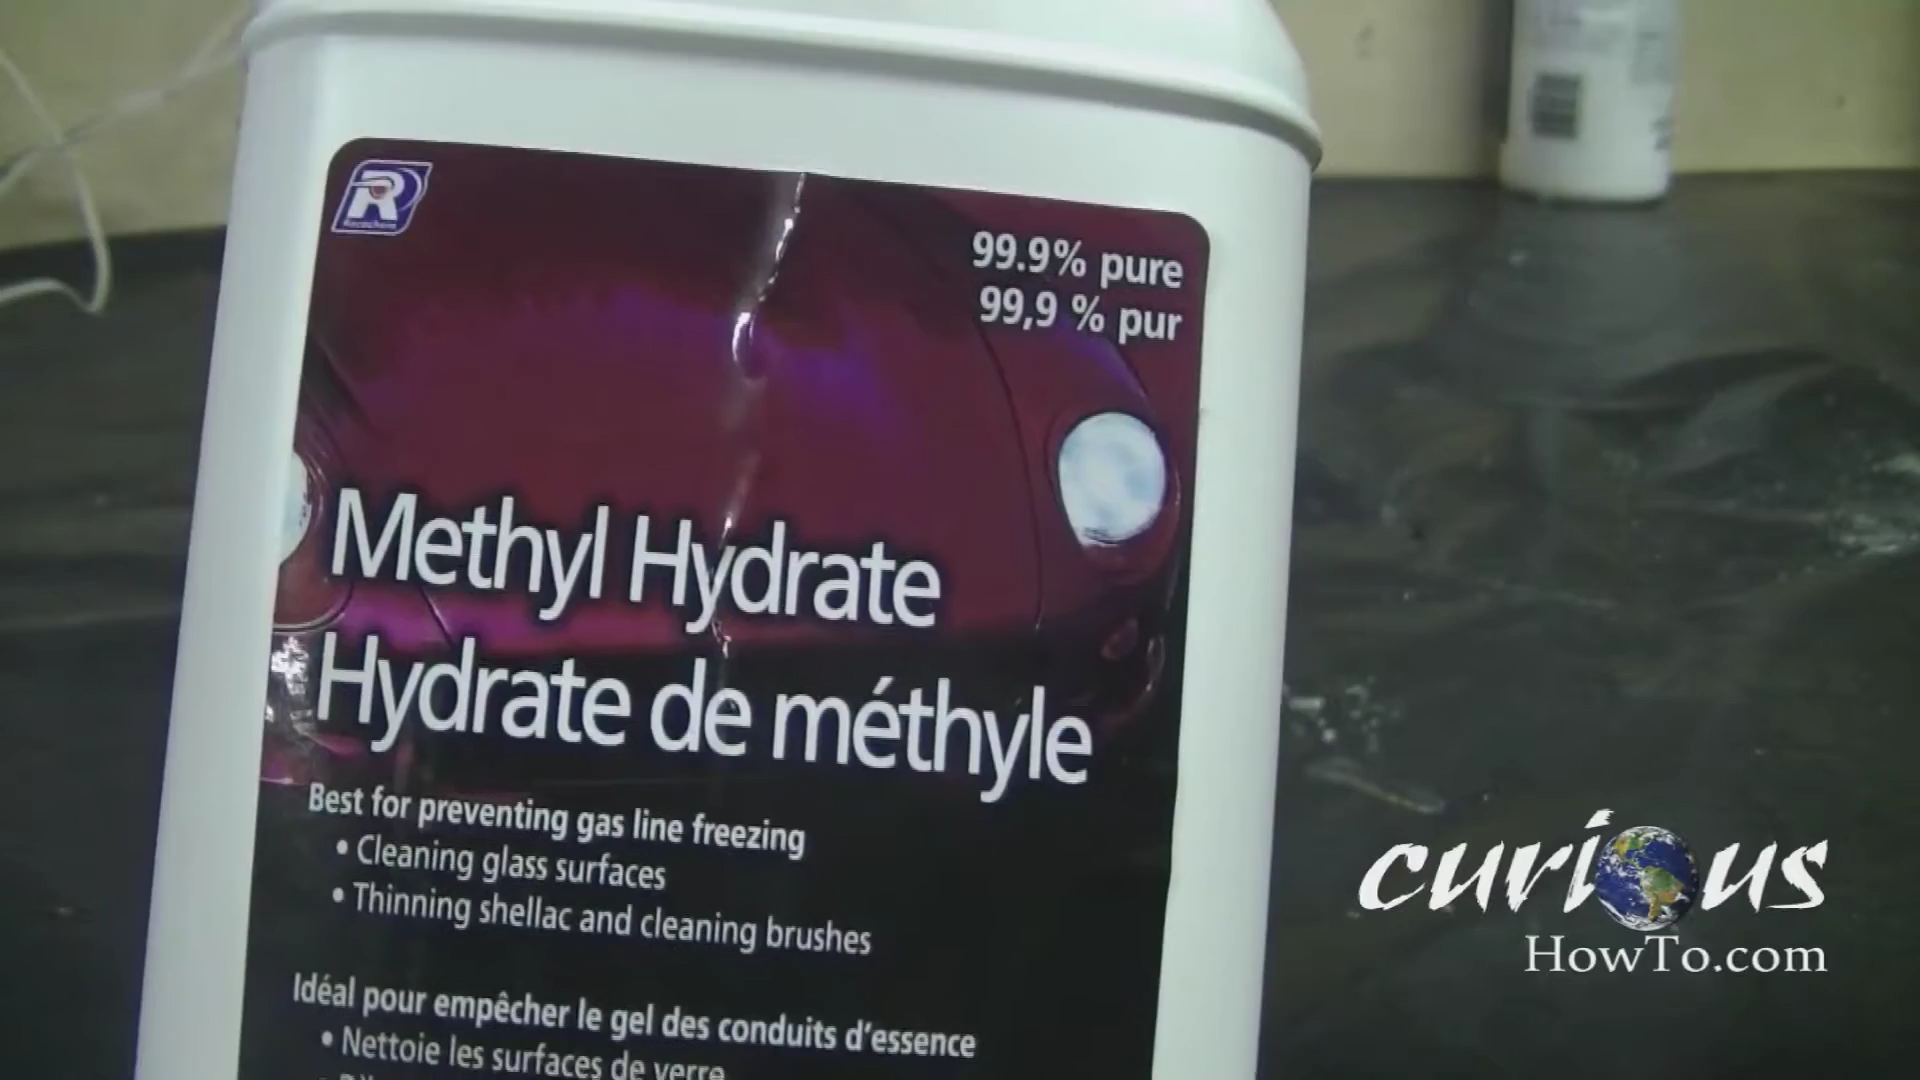 R
Recochem
99.9% pure
99,9 % pur
Methyl Hydrate
Hydrate de méthyle
Best for preventing gas line freezing
• Cleaning glass surfaces
• Thinning shellac and cleaning brushes
Idéal pour empêcher le gel des conduits d'essence
• Nettoie les surfaces de verre
curious
HowTo.com